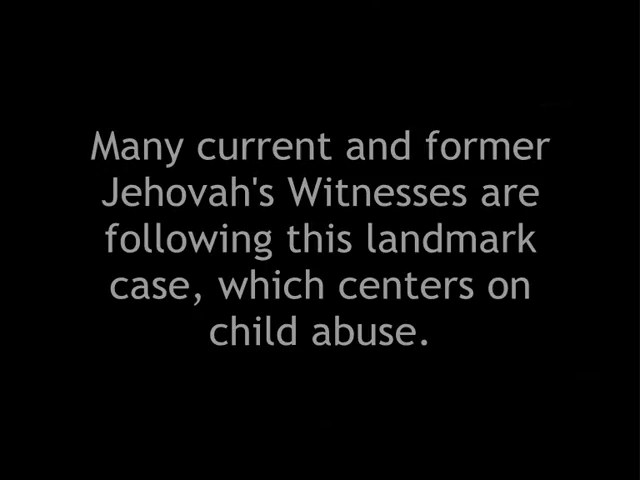 Many current and former
Jehovah's Witnesses are
following this landmark
case, which centers on
child abuse.